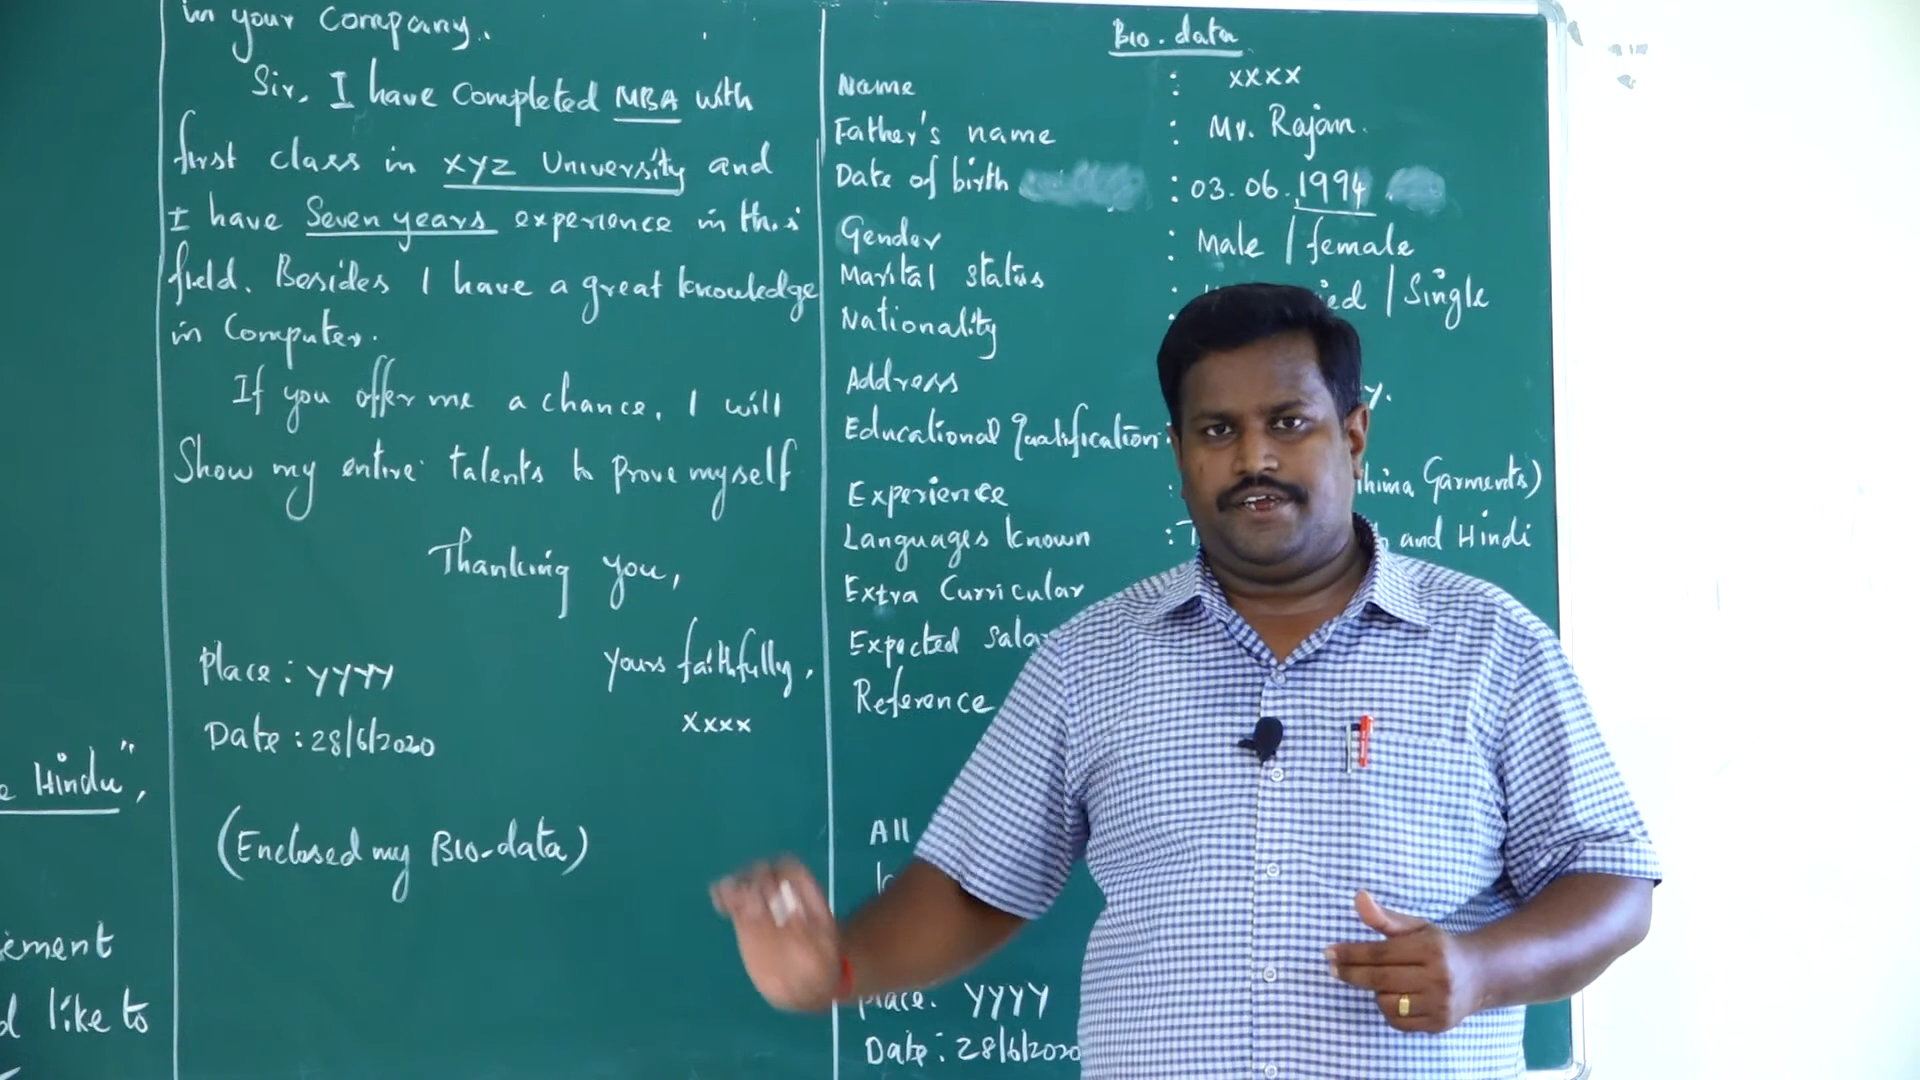 Hindu",
like to
in your Company.
Sir, I have Completed MBA with
first class in XYZ University and
I have Seven years experience in this
field. Besides I have a great knowledge
in Computer.
If you offer me a chance, I will
Show my entire talents to prove myself
Thanking you,
Yours faithfully,
Place : YYYY
xxxx
Date : 28/6/2020
(Enclosed my Bio-data)
Bio. data
Name : xxxx
Father's name : Mr. Rajan.
Date of birth : 03.06.1994
Gender : Male / female
Marital status : / Single
Nationality :
Address
Educational Qualification :
Experience : Garments)
Languages known : and Hindi
Extra Curricular
Expected
Reference
All
Place. YYYY
Date : 28/6/2020